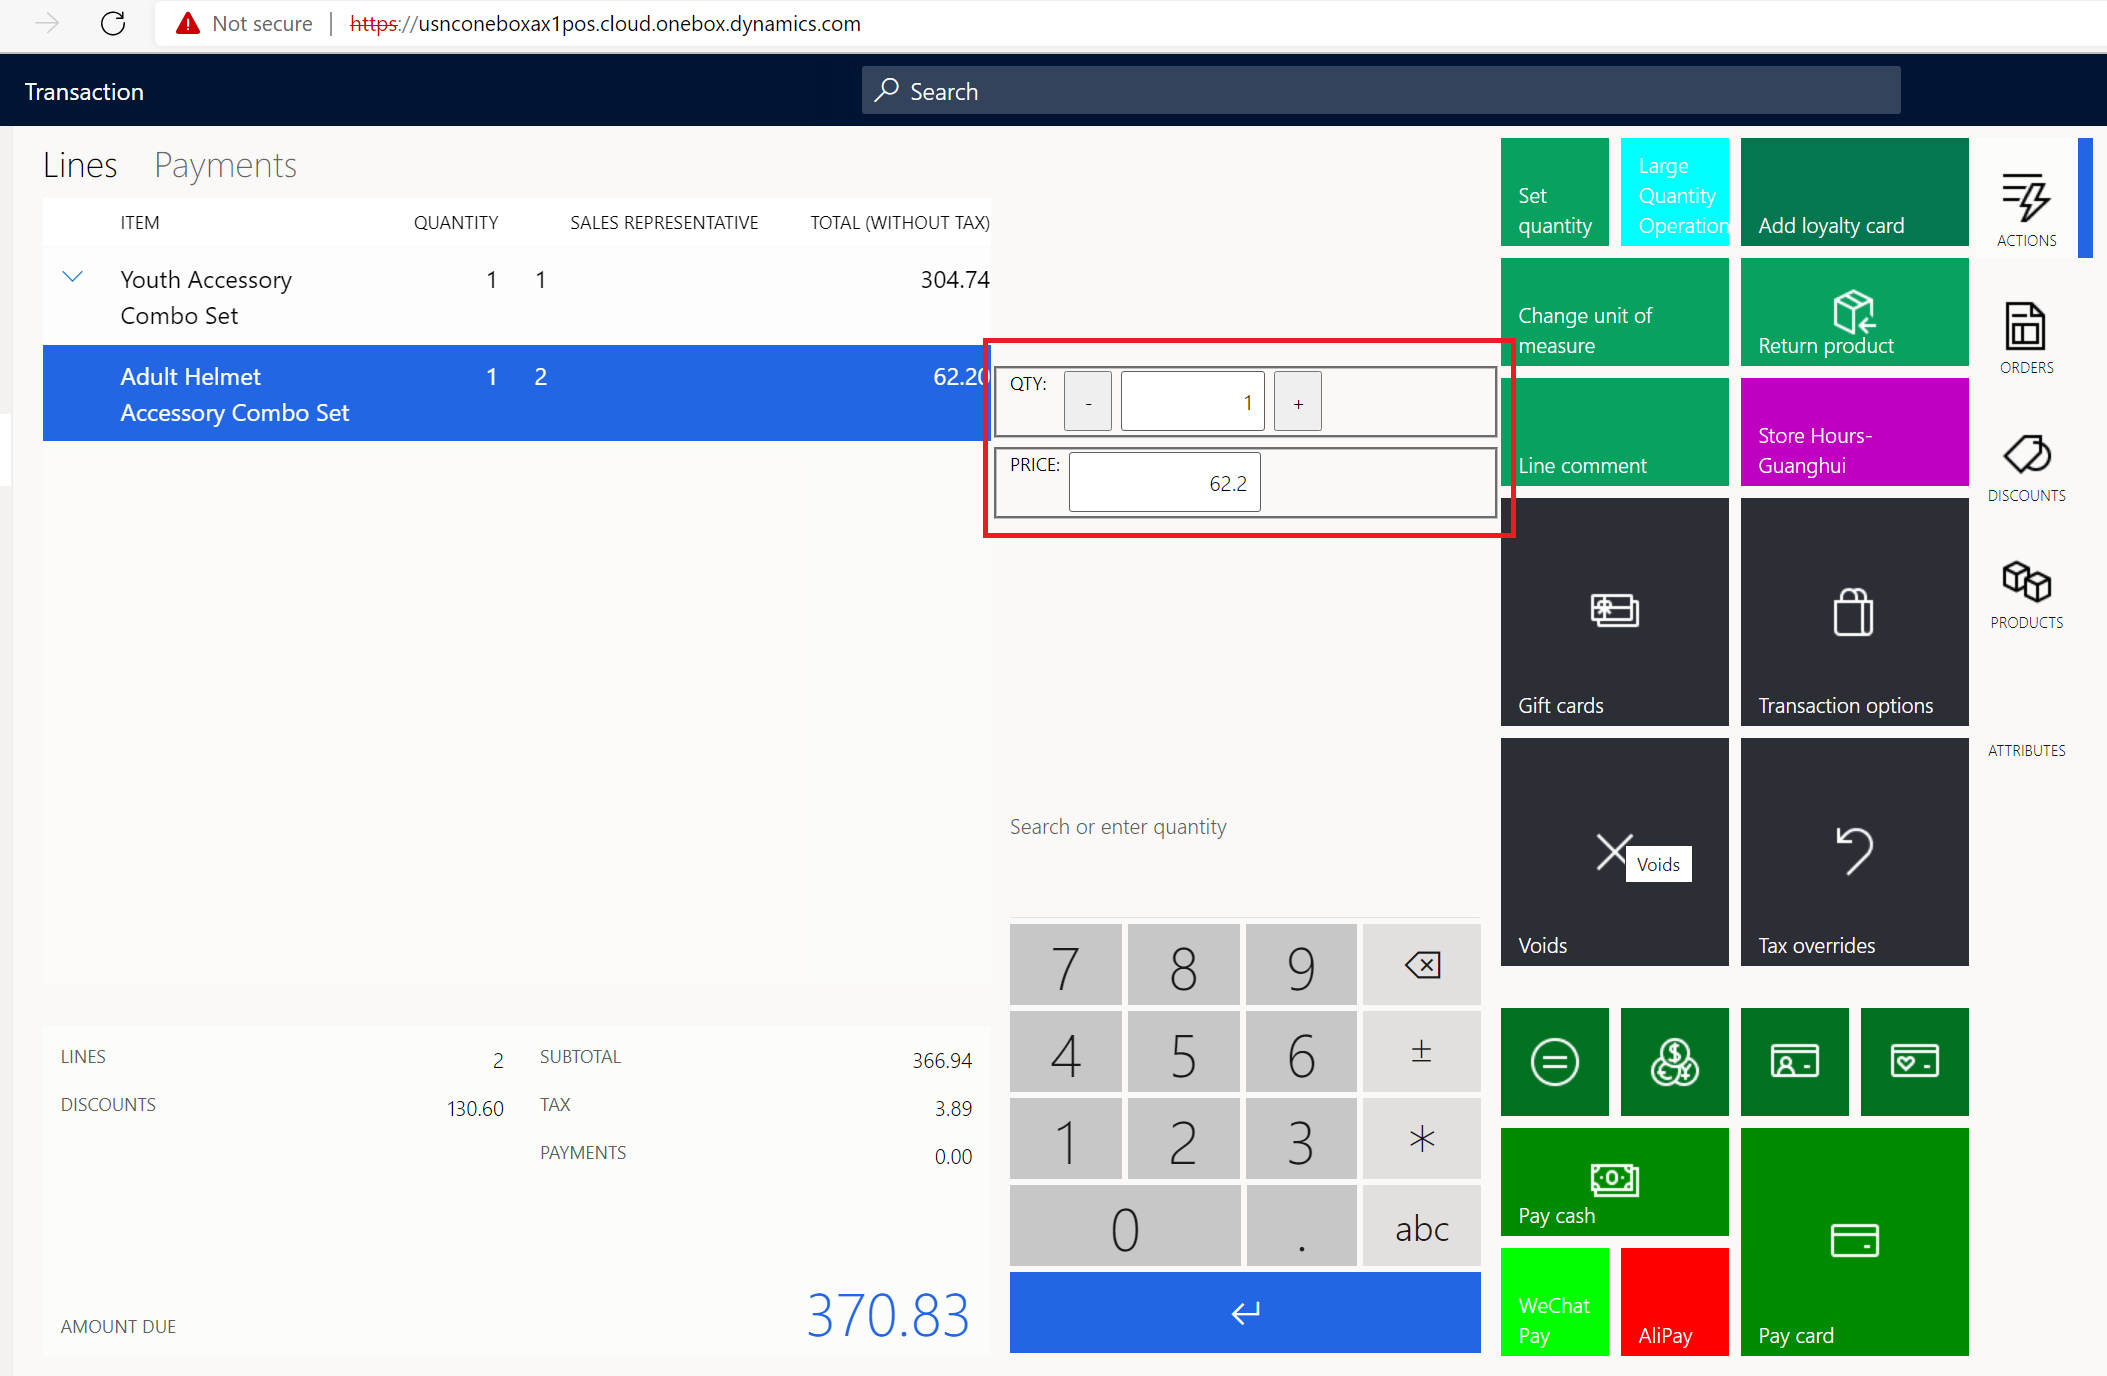 Not secure | https://usnconeboxax1pos.cloud.onebox.dynamics.com
Transaction
Search
Lines Payments
ITEM QUANTITY SALES REPRESENTATIVE TOTAL (WITHOUT TAX)
Youth Accessory 1 1 304.74
Combo Set
Adult Helmet 1 2 62.20
Accessory Combo Set
QTY: - 1 +
PRICE: 62.2
Search or enter quantity
7 8 9
4 5 6 ±
1 2 3 *
0 . abc
LINES 2 SUBTOTAL 366.94
DISCOUNTS 130.60 TAX 3.89
PAYMENTS 0.00
AMOUNT DUE 370.83
Set
quantity
Large
Quantity
Operation
Add loyalty card
Change unit of
measure
Return product
Line comment
Store Hours-
Guanghui
Gift cards
Transaction options
Voids
Voids
Tax overrides
Pay cash
WeChat
Pay
AliPay
Pay card
ACTIONS
ORDERS
DISCOUNTS
PRODUCTS
ATTRIBUTES